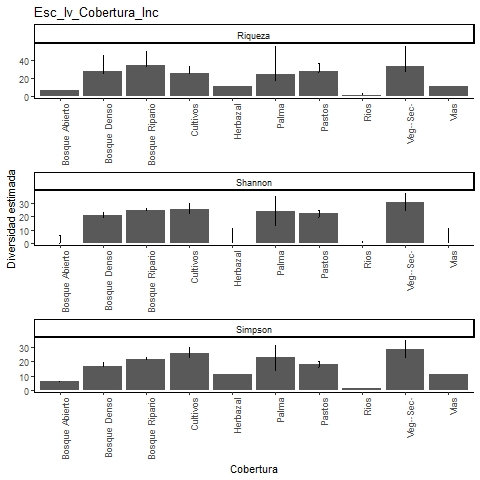 Esc_lv_Cobertura_Inc
Riqueza
40
20
0
Bosque Abierto
Bosque Denso
Bosque Ripario
Cultivos
Herbazal
Palma
Pastos
Rios
Veg--Sec-
Vias
Diversidad estimada
Shannon
30
20
10
0
Bosque Abierto
Bosque Denso
Bosque Ripario
Cultivos
Herbazal
Palma
Pastos
Rios
Veg--Sec-
Vias
Simpson
30
20
10
0
Bosque Abierto
Bosque Denso
Bosque Ripario
Cultivos
Herbazal
Palma
Pastos
Rios
Veg--Sec-
Vias
Cobertura